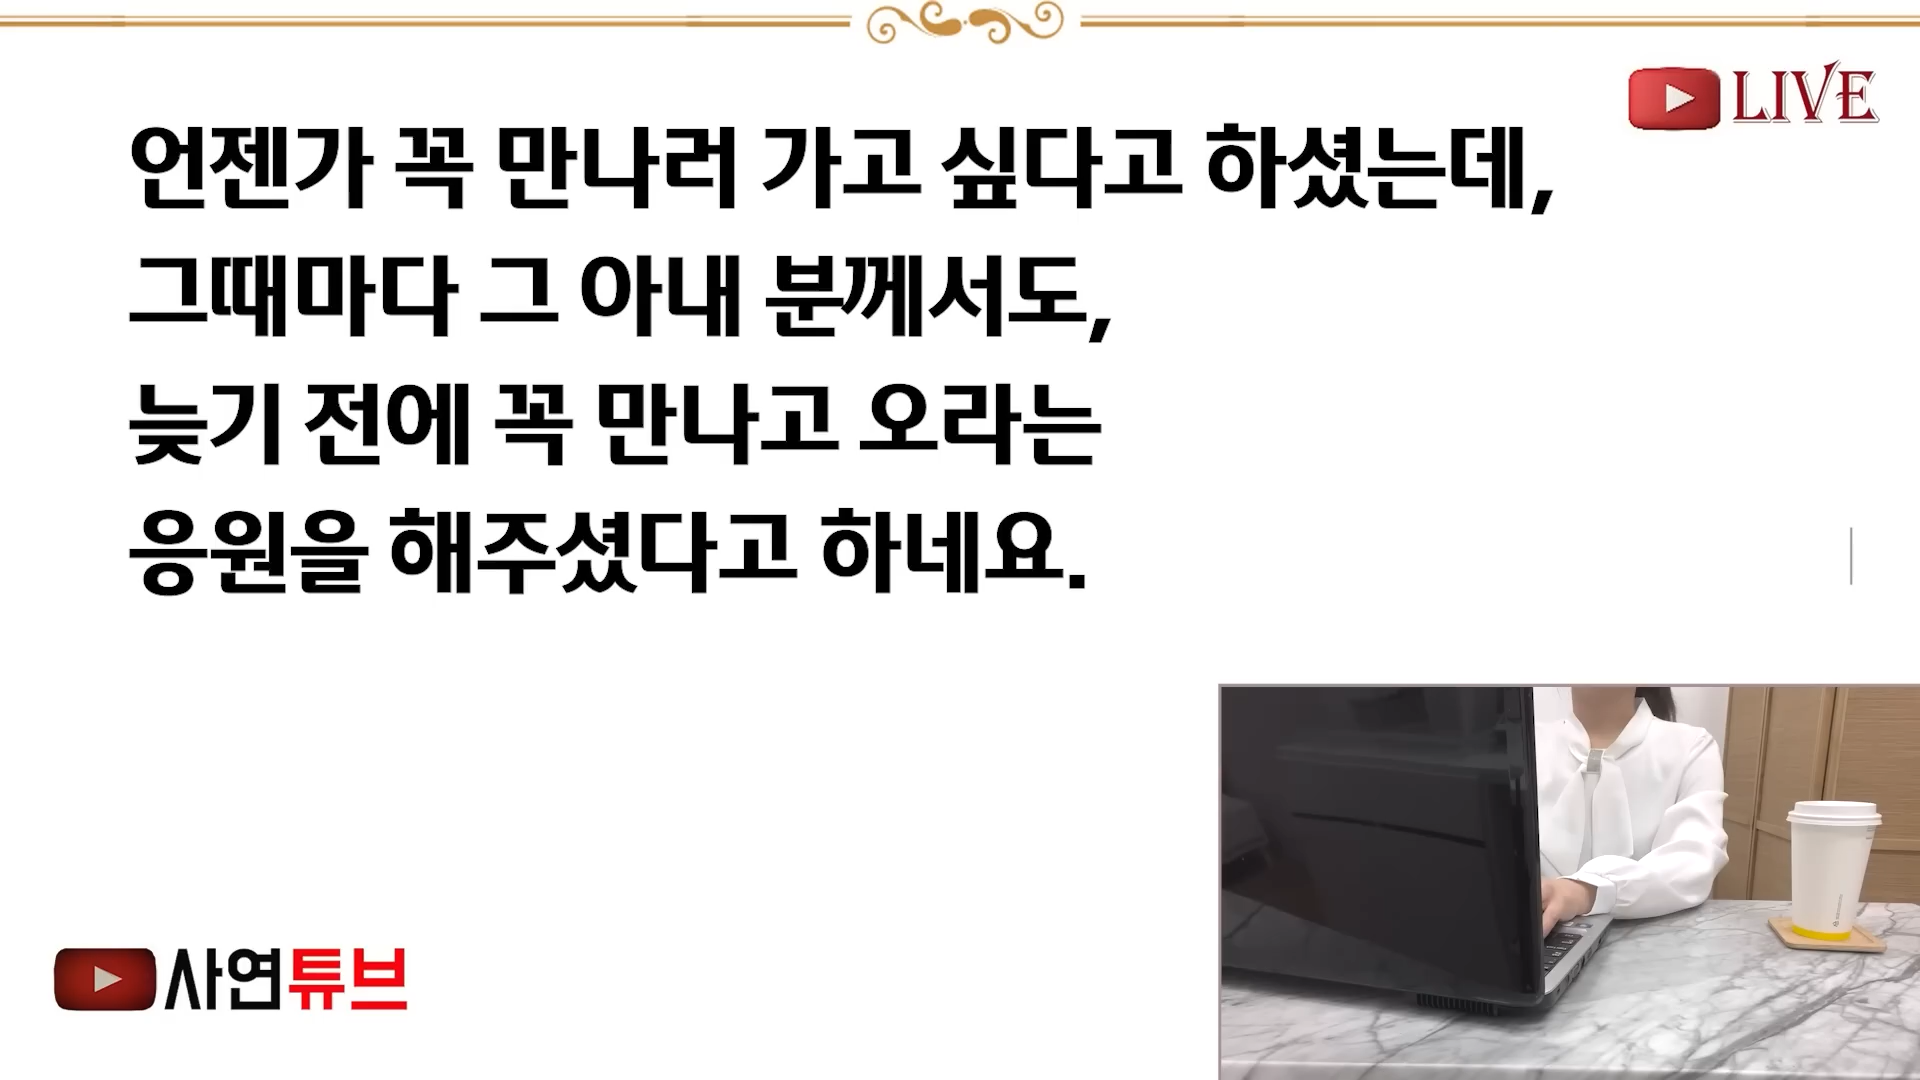 LIVE
언젠가 꼭 만나러 가고 싶다고 하셨는데,
그때마다 그 아내 분께서도,
늦기 전에 꼭 만나고 오라는
응원을 해주셨다고 하네요.
사연튜브